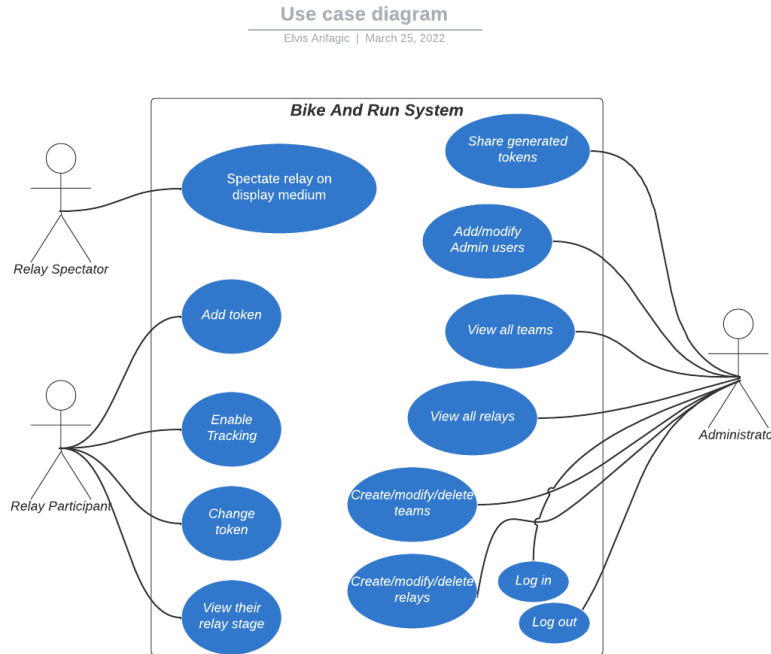 Use case diagram
Elvis Arifagic | March 25, 2022
Bike And Run System
Share generated
tokens
Spectate relay on
display medium
Add/modify
Admin users
Relay Spectator
Add token
View all teams
View all relays
Enable
Tracking
Administrato
Relay Participant
Create/modify/delete
teams
Change
token
Create/modify/delete
relays
Log in
View their
relay stage
Log out